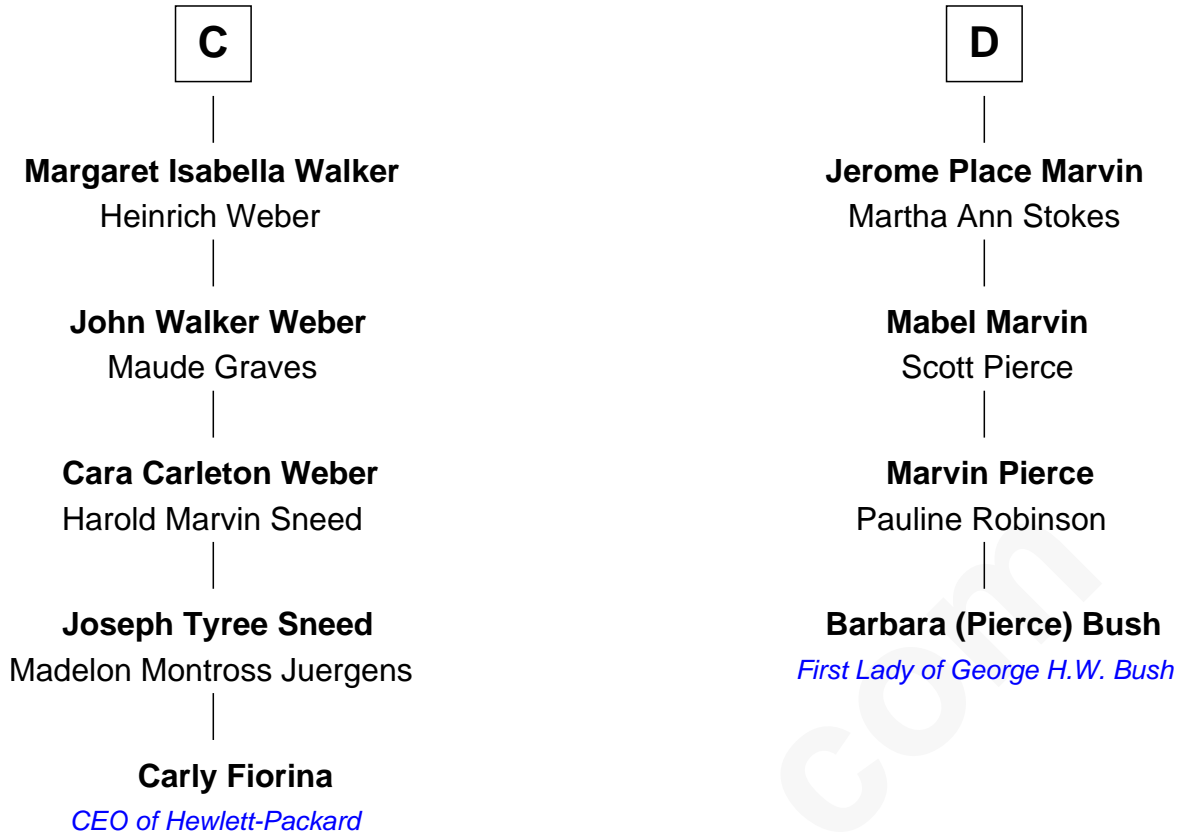 C
Margaret Isabella Walker
Heinrich Weber
John Walker Weber
Maude Graves
Cara Carleton Weber
Harold Marvin Sneed
Joseph Tyree Sneed
Madelon Montross Juergens
Carly Fiorina
CEO of Hewlett-Packard
D
Jerome Place Marvin
Martha Ann Stokes
Mabel Marvin
Scott Pierce
Marvin Pierce
Pauline Robinson
Barbara (Pierce) Bush
First Lady of George H.W. Bush
com